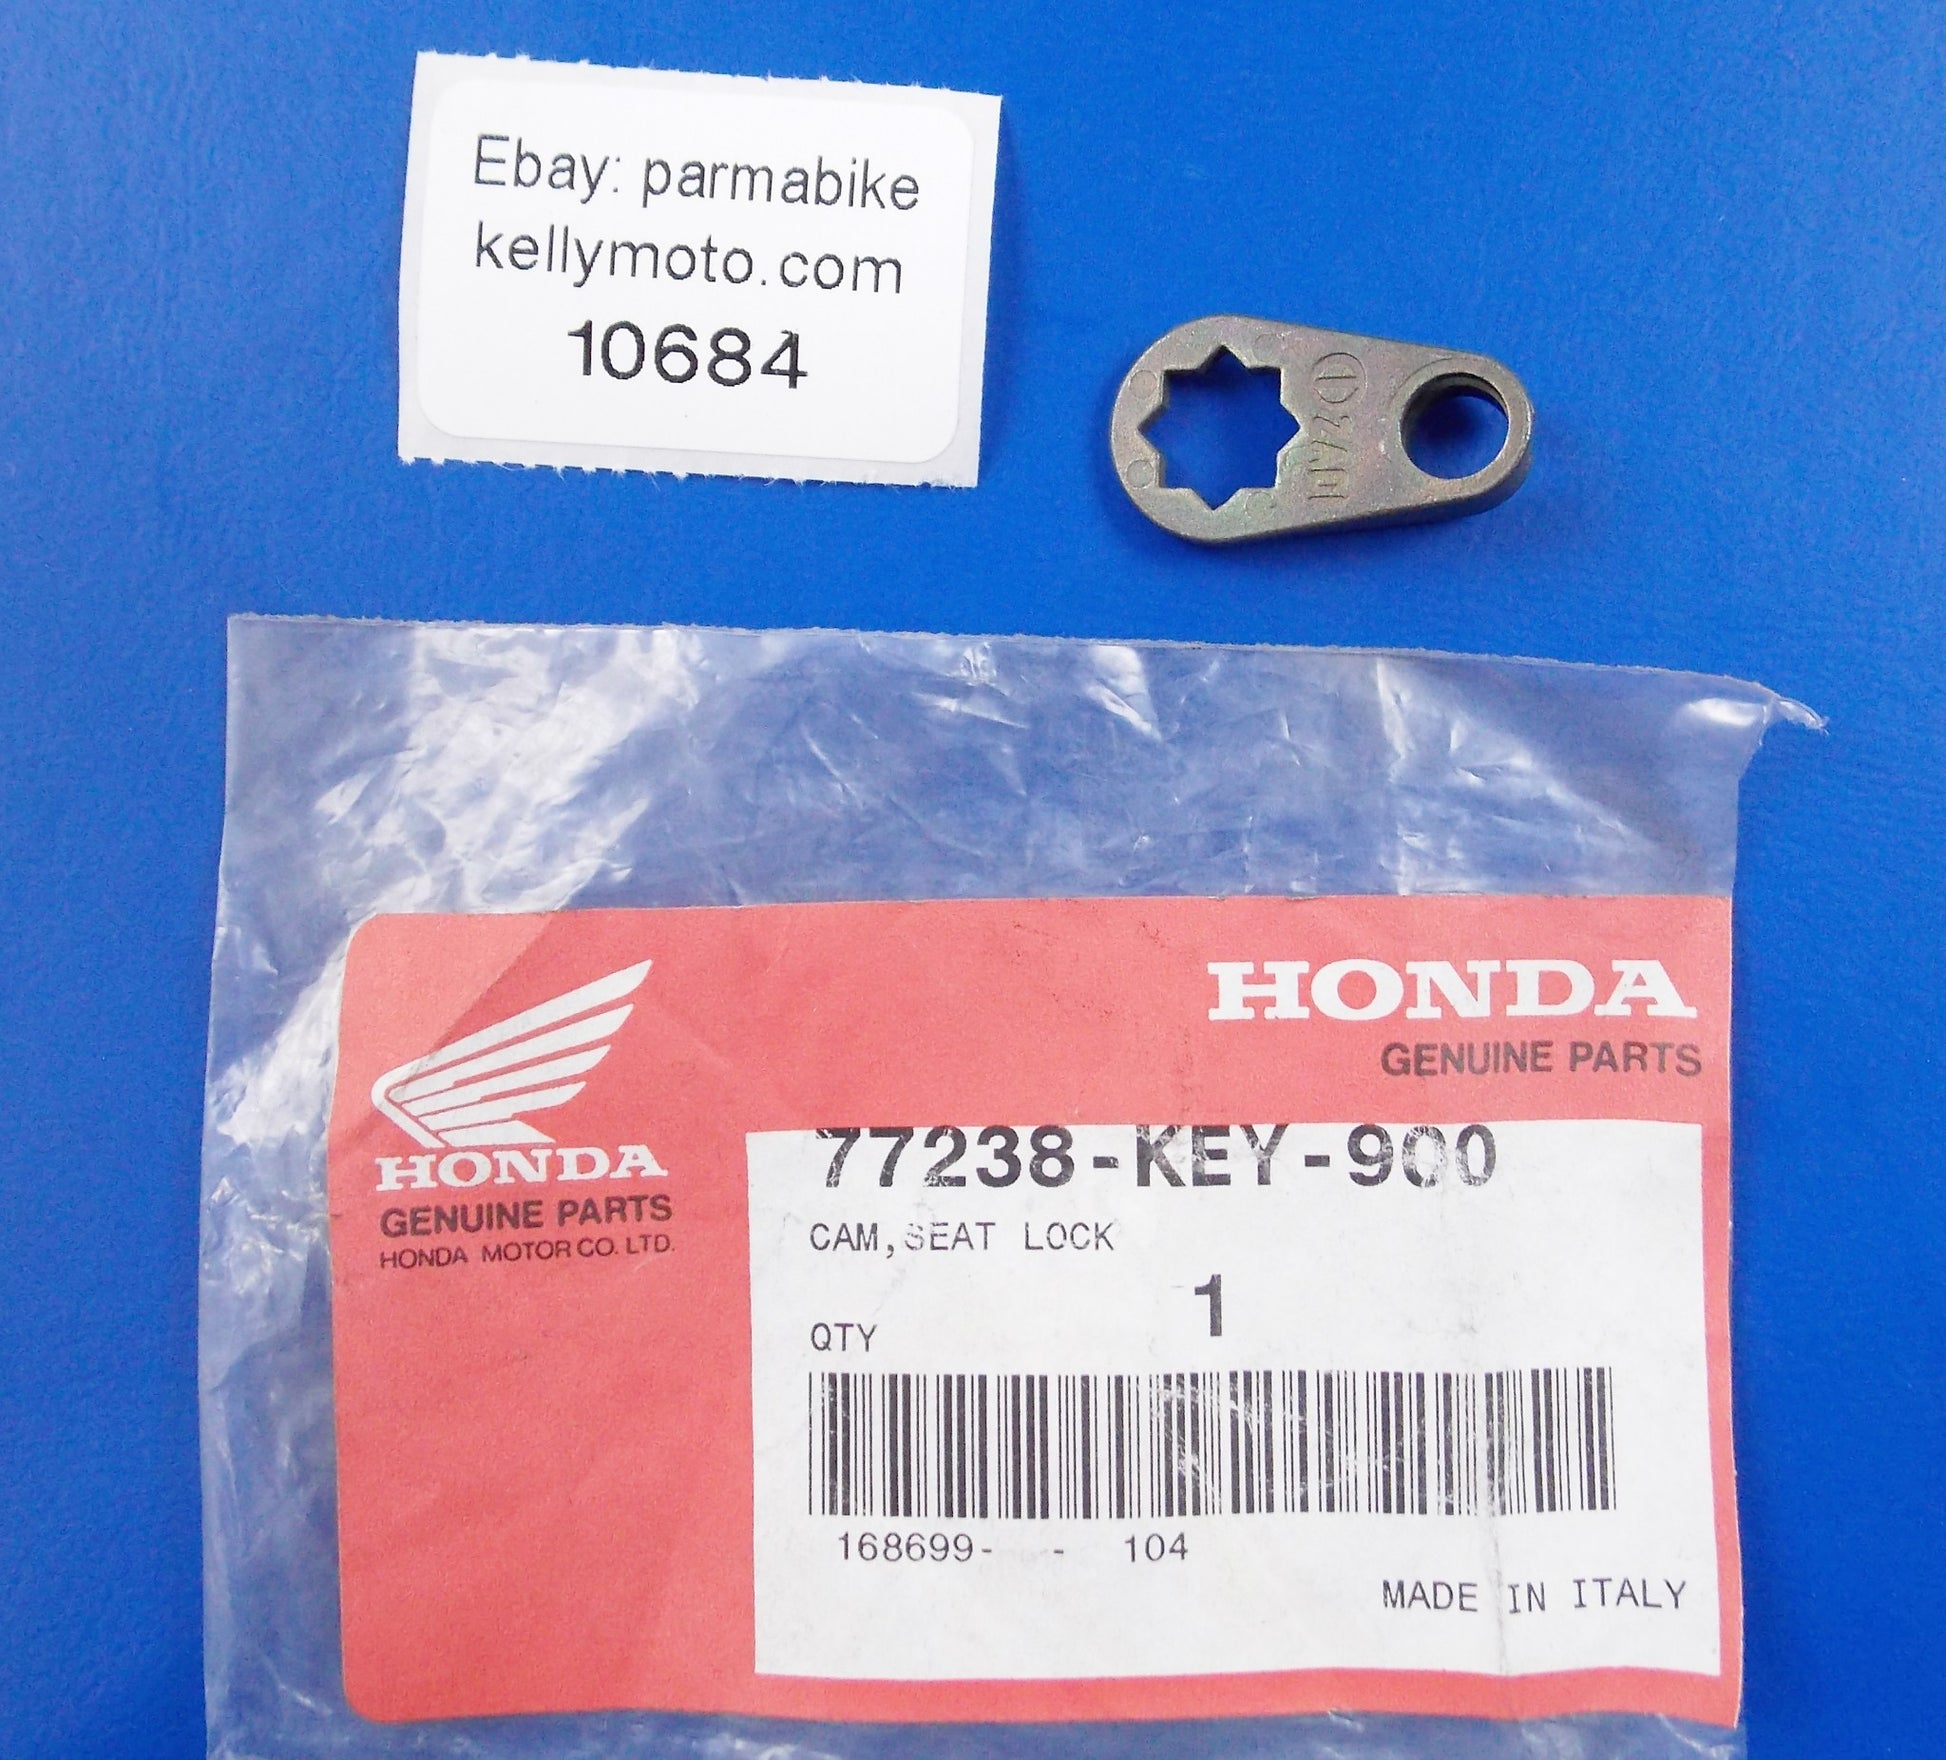 Ebay: parmabike
kellymoto.com
10684
HONDA
GENUINE PARTS
HONDA
GENUINE PARTS
HONDA MOTOR CO. LTD.
77238-KEY-900
CAM,SEAT LOCK
QTY 1
168699- - 104
MADE IN ITALY